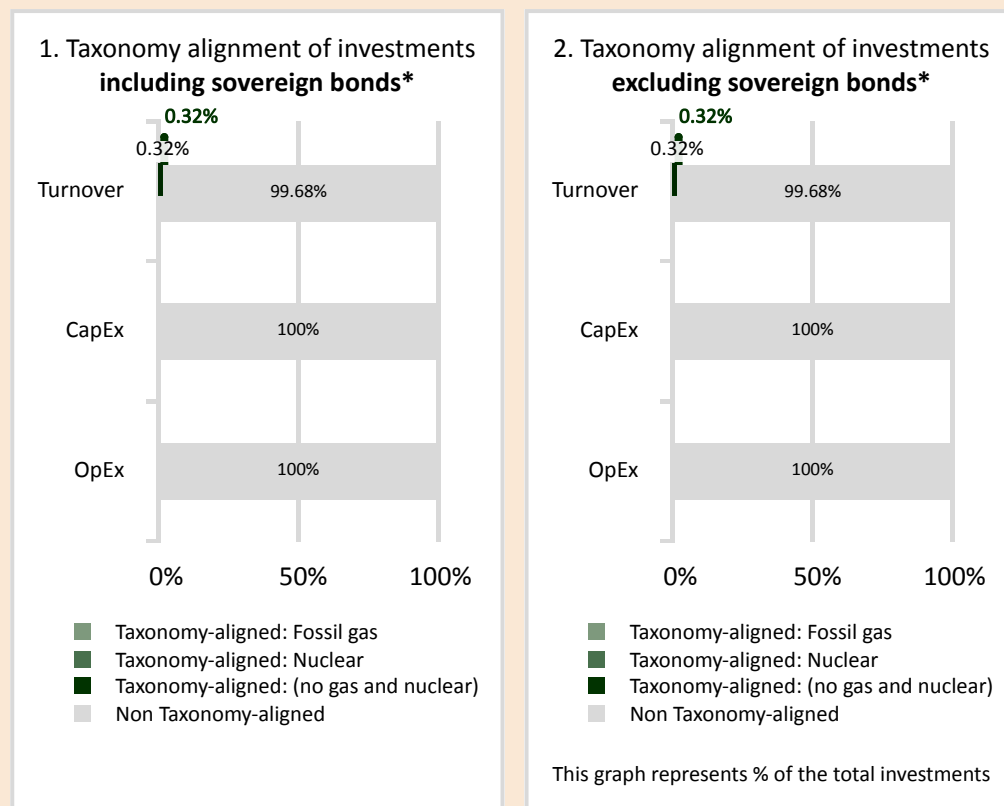 1. Taxonomy alignment of investments
including sovereign bonds*
0.32%
0.32%
Turnover
99.68%
CapEx
100%
OpEx
100%
0% 50% 100%
Taxonomy-aligned: Fossil gas
Taxonomy-aligned: Nuclear
Taxonomy-aligned: (no gas and nuclear)
Non Taxonomy-aligned
2. Taxonomy alignment of investments
excluding sovereign bonds*
0.32%
0.32%
Turnover
99.68%
CapEx
100%
OpEx
100%
0% 50% 100%
Taxonomy-aligned: Fossil gas
Taxonomy-aligned: Nuclear
Taxonomy-aligned: (no gas and nuclear)
Non Taxonomy-aligned
This graph represents % of the total investments